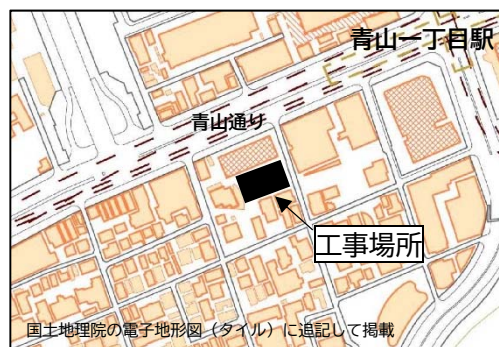 青山一丁目駅
青山通り
工事場所
国土地理院の電子地形図（タイル）に追記して掲載